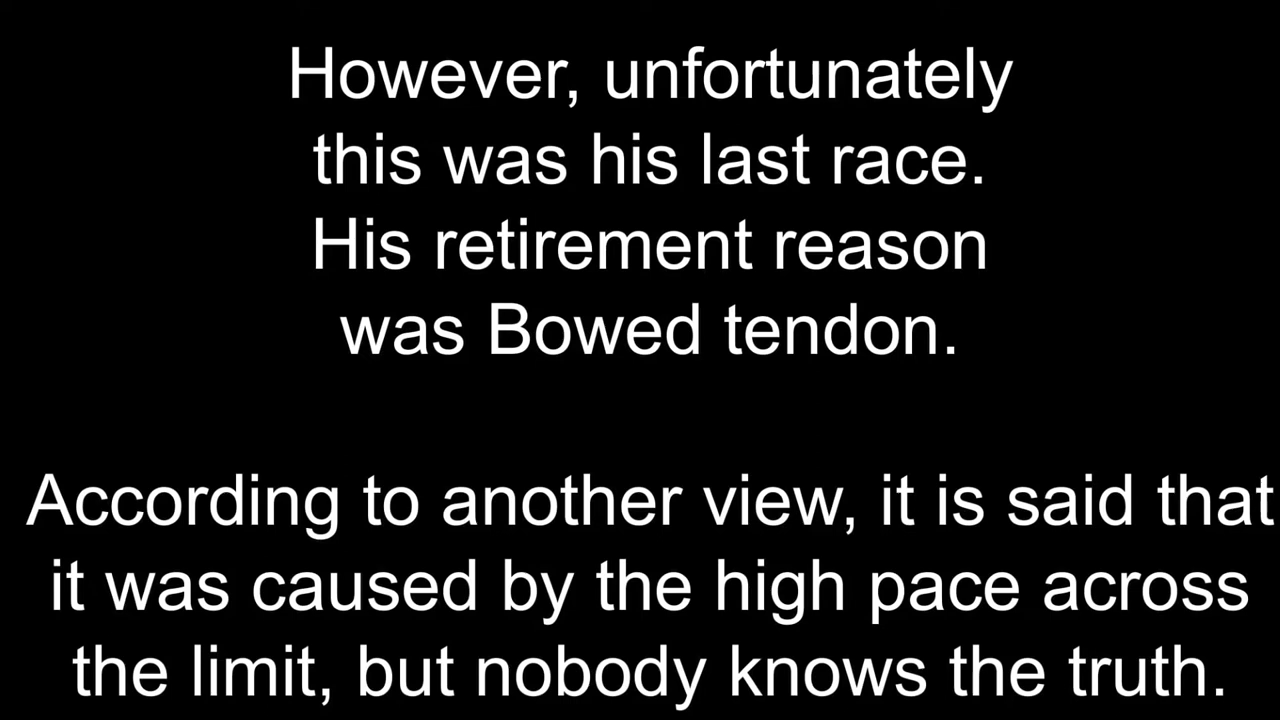 However, unfortunately
this was his last race.
His retirement reason
was Bowed tendon.
According to another view, it is said that
it was caused by the high pace across
the limit, but nobody knows the truth.